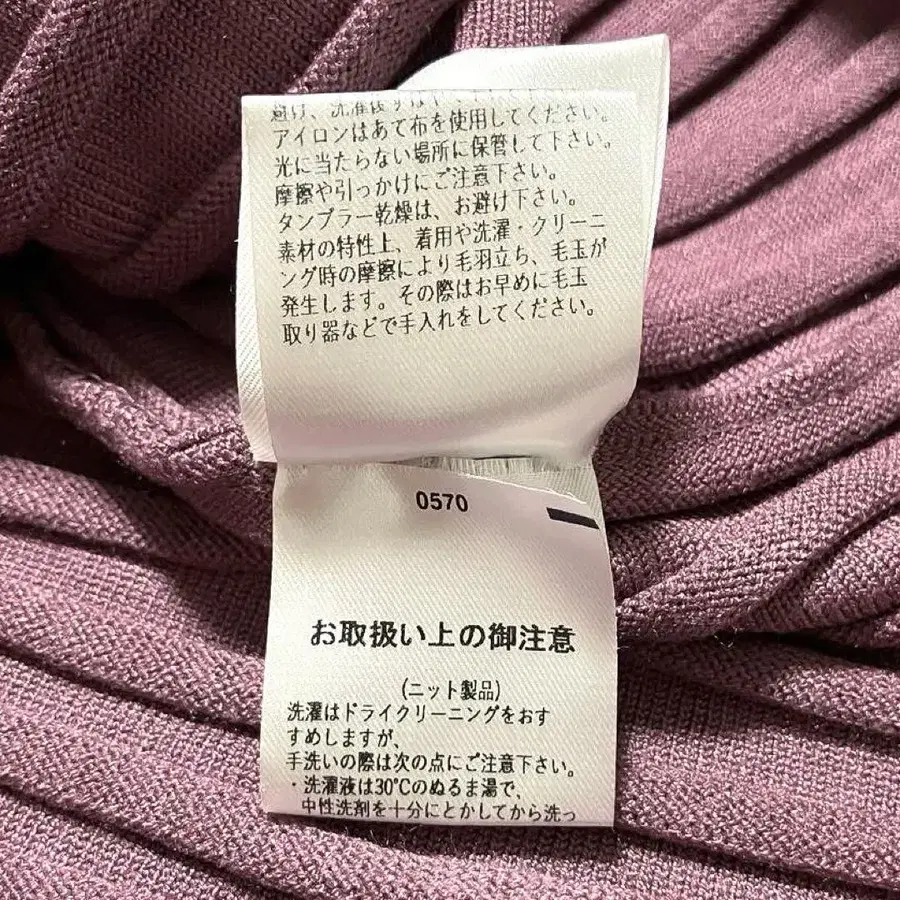 避け、洗濯後すぐ
アイロンはあて布を使用してください。
光に当たらない場所に保管して下さい。
摩擦や引っかけにご注意下さい。
タンブラー乾燥は、お避け下さい。
素材の特性上、着用や洗濯・クリーニ
ング時の摩擦により毛羽立ち、毛玉が
発生します。その際はお早めに毛玉
取り器などで手入れをしてください。
0570
お取扱い上の御注意
(ニット製品)
洗濯はドライクリーニングをおす
すめしますが、
手洗いの際は次の点にご注意下さい。
・洗濯液は30℃のぬるま湯で、
中性洗剤を十分にとかしてから洗っ